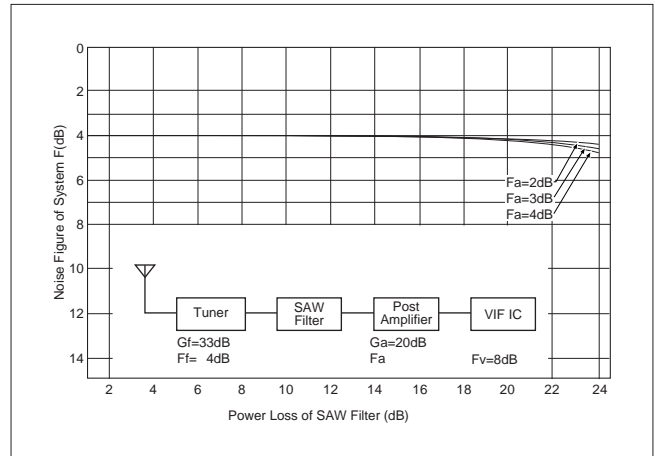 0
2
4
6
8
10
12
14
Noise Figure of System F(dB)
Fa=2dB
Fa=3dB
Fa=4dB
Tuner
SAW
Filter
Post
Amplifier
VIF IC
Gf=33dB
Ff= 4dB
Ga=20dB
Fa
Fv=8dB
2 4 6 8 10 12 14 16 18 20 22 24
Power Loss of SAW Filter (dB)